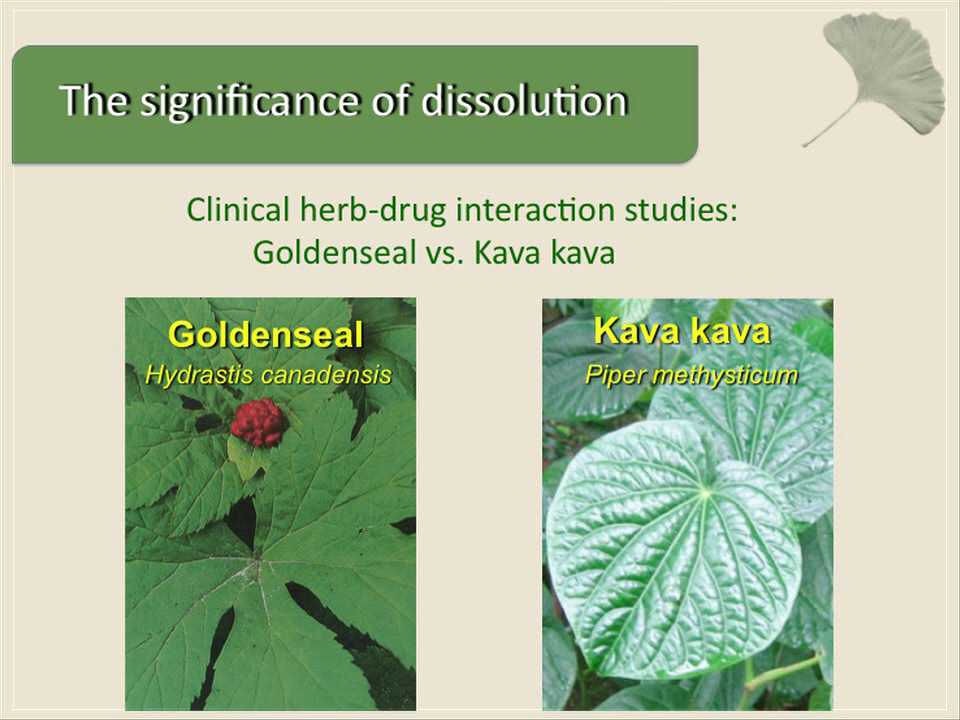 The significance of dissolution
Clinical herb-drug interaction studies:
Goldenseal vs. Kava kava
Goldenseal
Hydrastis canadensis
Kava kava
Piper methysticum